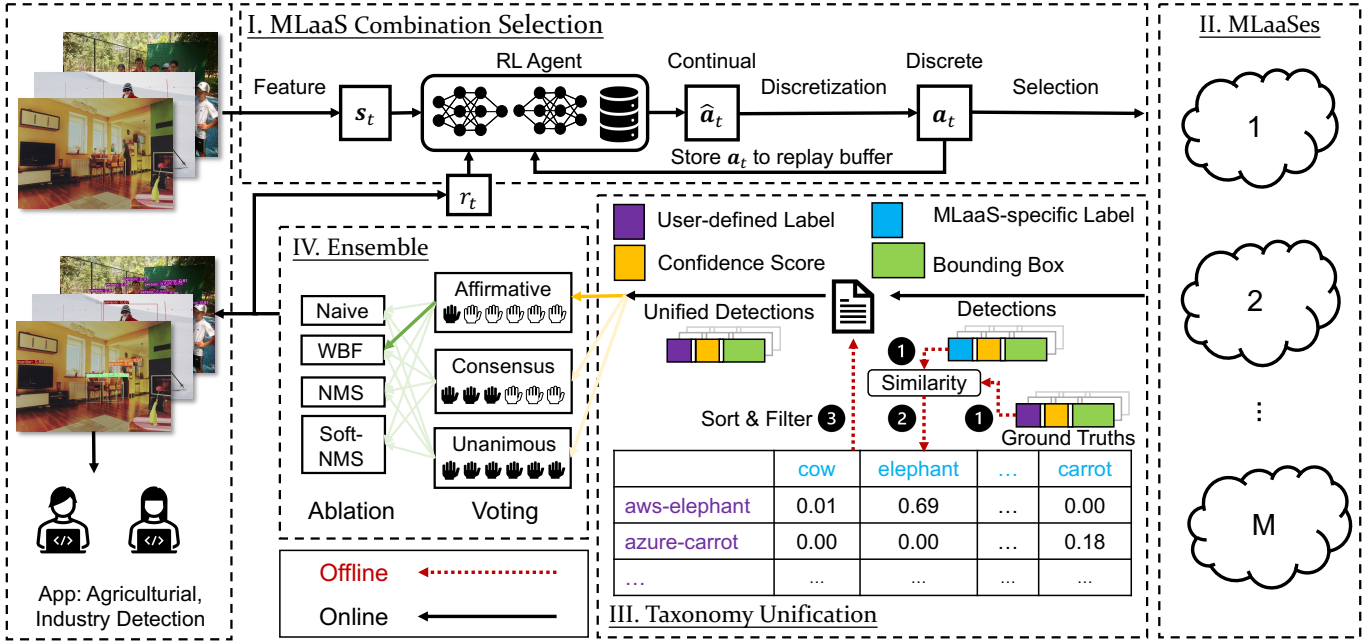 I. MLaaS Combination Selection
RL Agent
Feature
s_t
Continual
â_t
Discretization
Discrete
a_t
Selection
Store a_t to replay buffer
r_t
II. MLaaSes
1
2
⋮
M
User-defined Label
MLaaS-specific Label
Confidence Score
Bounding Box
Unified Detections
Detections
1
Similarity
Sort & Filter
3
2
1
Ground Truths
cow elephant … carrot
aws-elephant 0.01 0.69 … 0.00
azure-carrot 0.00 0.00 … 0.18
… … … … …
III. Taxonomy Unification
IV. Ensemble
Naive
WBF
NMS
Soft-
NMS
Affirmative
Consensus
Unanimous
Ablation
Voting
Offline
Online
App: Agricultural,
Industry Detection